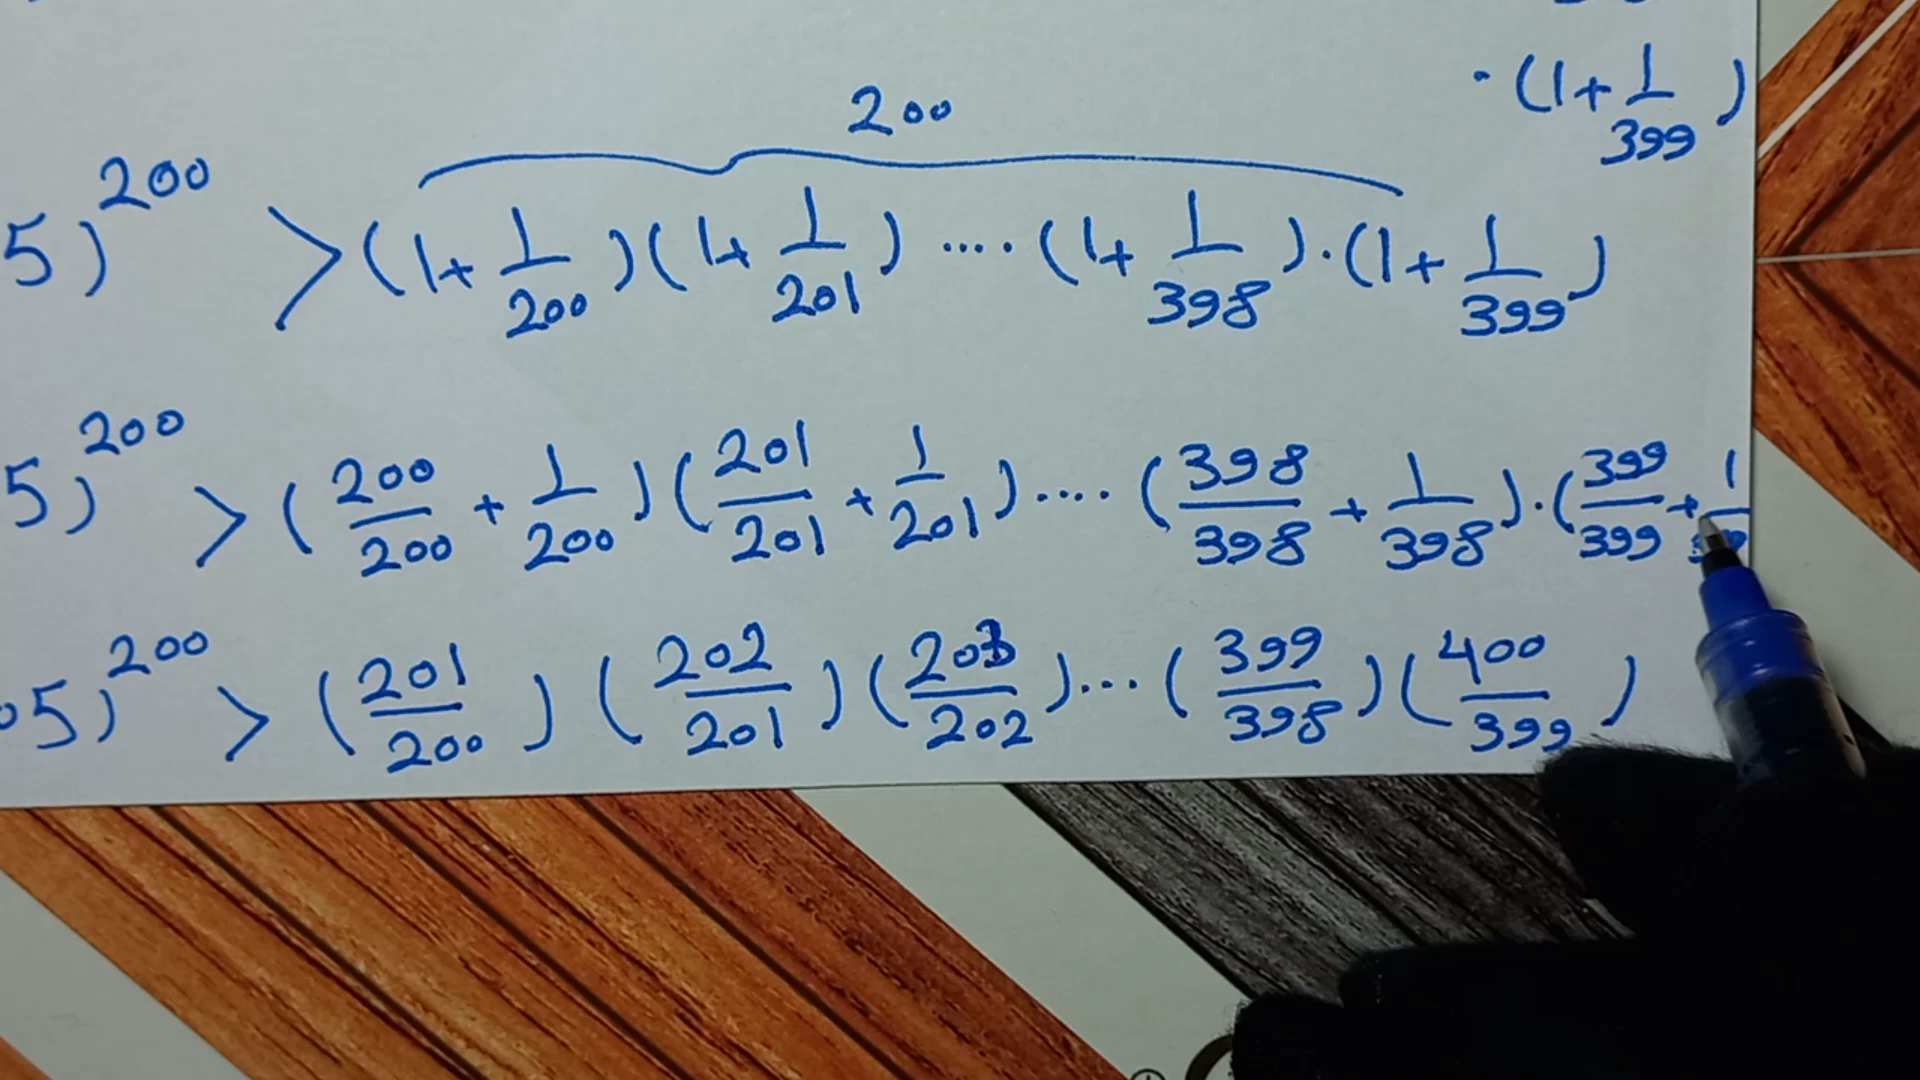 · (1 + 1/399)
200
5)^200 > (1 + 1/200)(1 + 1/201) .... (1 + 1/398) · (1 + 1/399)
5)^200 > (200/200 + 1/200)(201/201 + 1/201) .... (398/398 + 1/398) · (399/399 + 1/
05)^200 > (201/200) (202/201) (203/202) ... (399/398) (400/399)